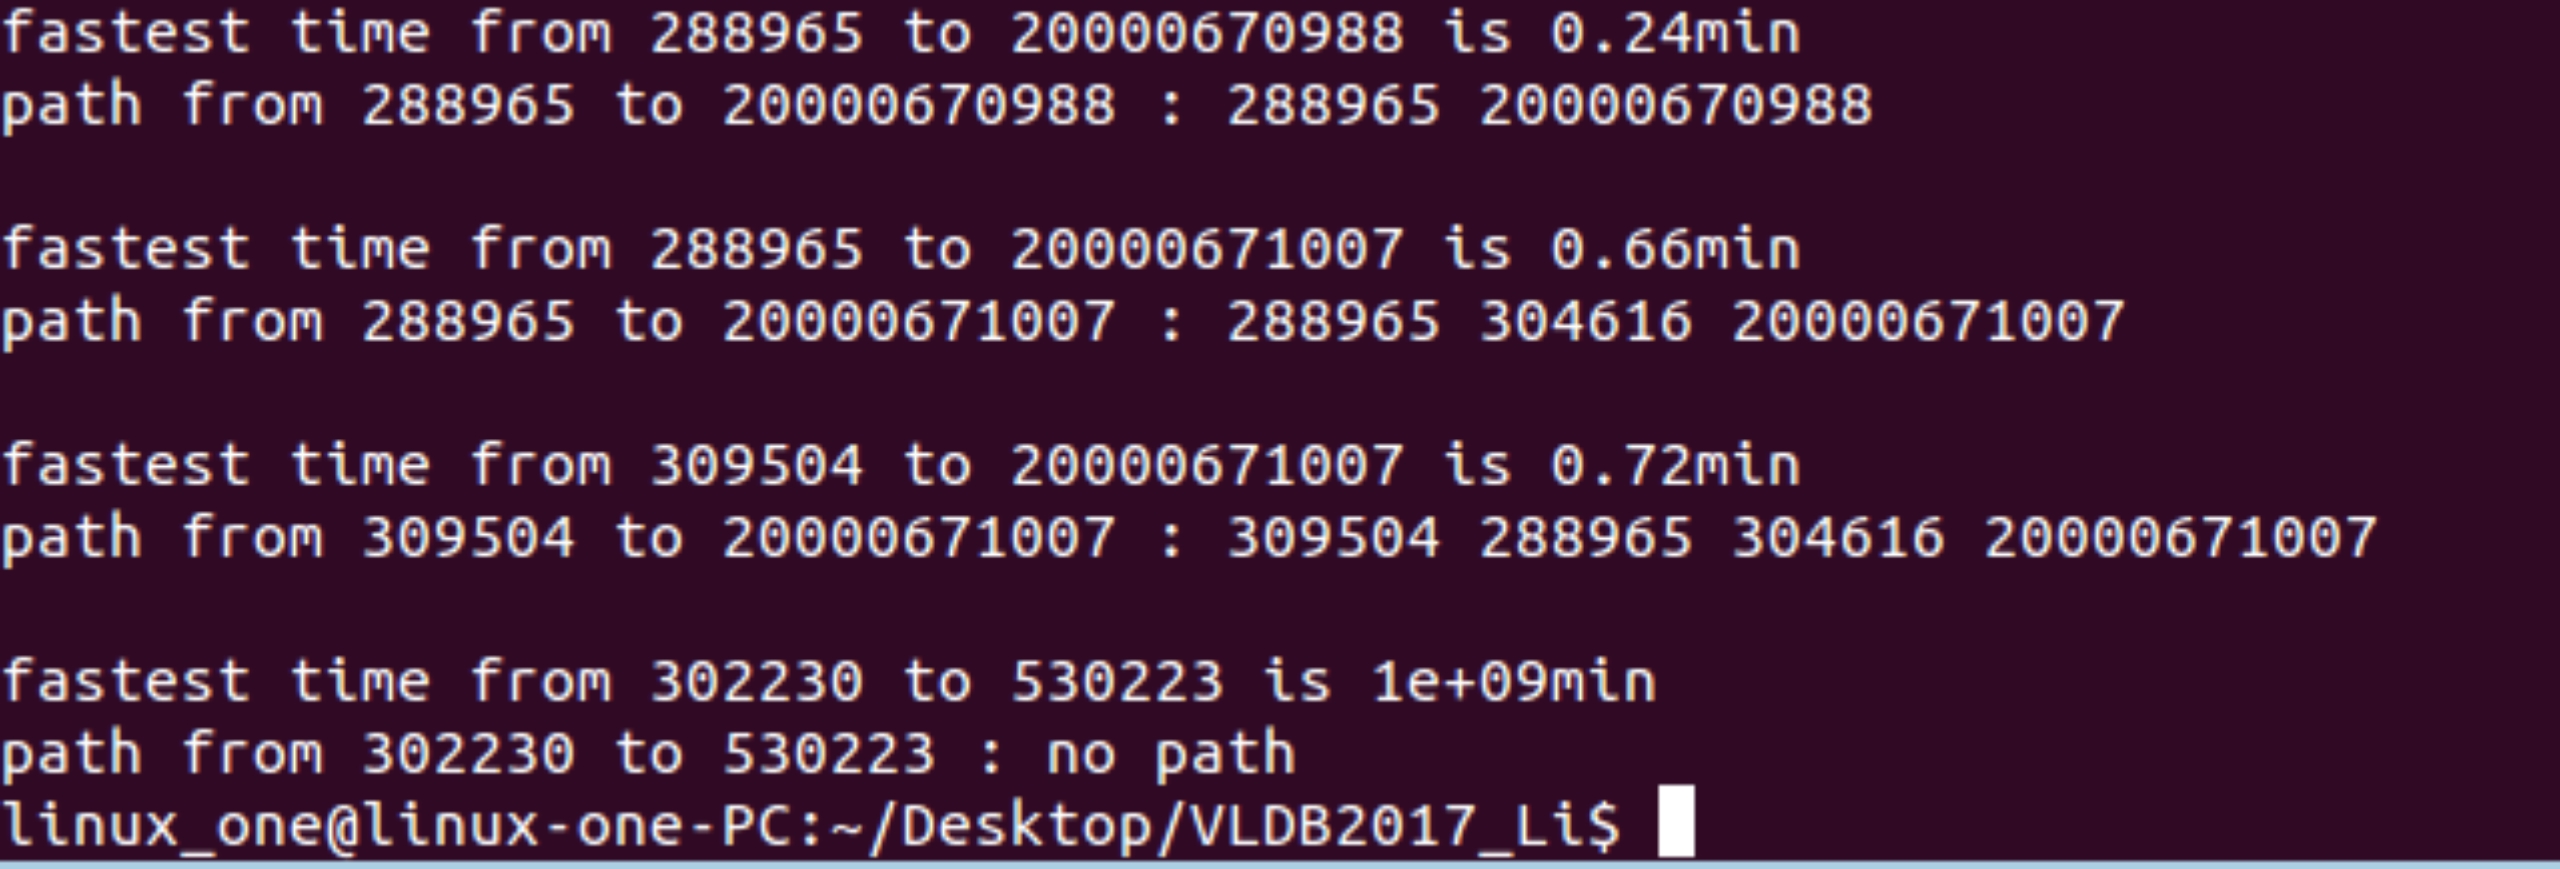 fastest time from 288965 to 20000670988 is 0.24min
path from 288965 to 20000670988 : 288965 20000670988
fastest time from 288965 to 20000671007 is 0.66min
path from 288965 to 20000671007 : 288965 304616 20000671007
fastest time from 309504 to 20000671007 is 0.72min
path from 309504 to 20000671007 : 309504 288965 304616 20000671007
fastest time from 302230 to 530223 is 1e+09min
path from 302230 to 530223 : no path
linux_one@linux-one-PC:~/Desktop/VLDB2017_Li$